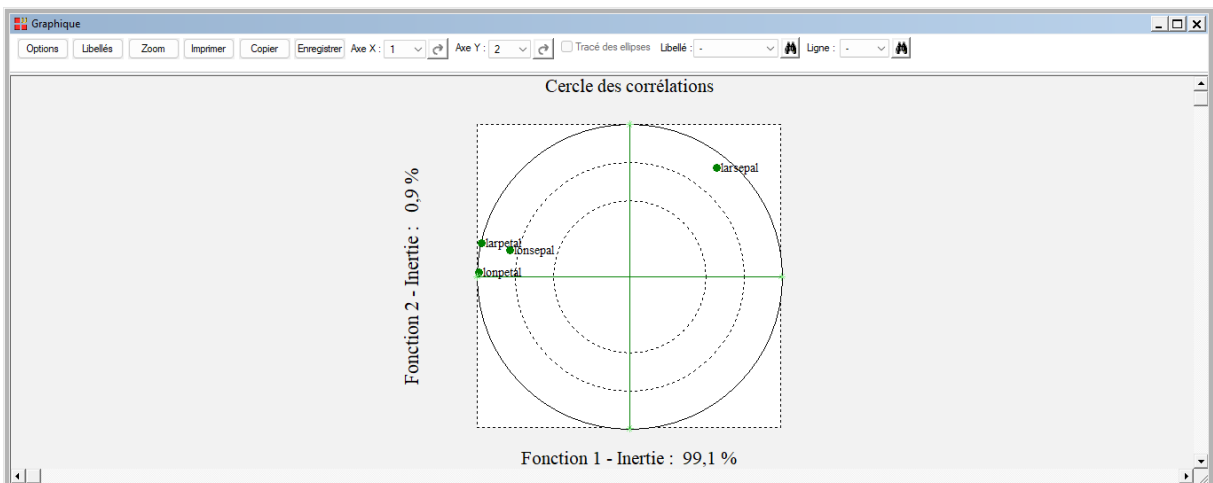 Graphique
Options Libellés Zoom Imprimer Copier Enregistrer Axe X : 1 Axe Y : 2 Tracé des ellipses Libellé : - Ligne : -
Cercle des corrélations
larsepal
larpetal
lonsepal
lonpetal
Fonction 2 - Inertie : 0,9 %
Fonction 1 - Inertie : 99,1 %